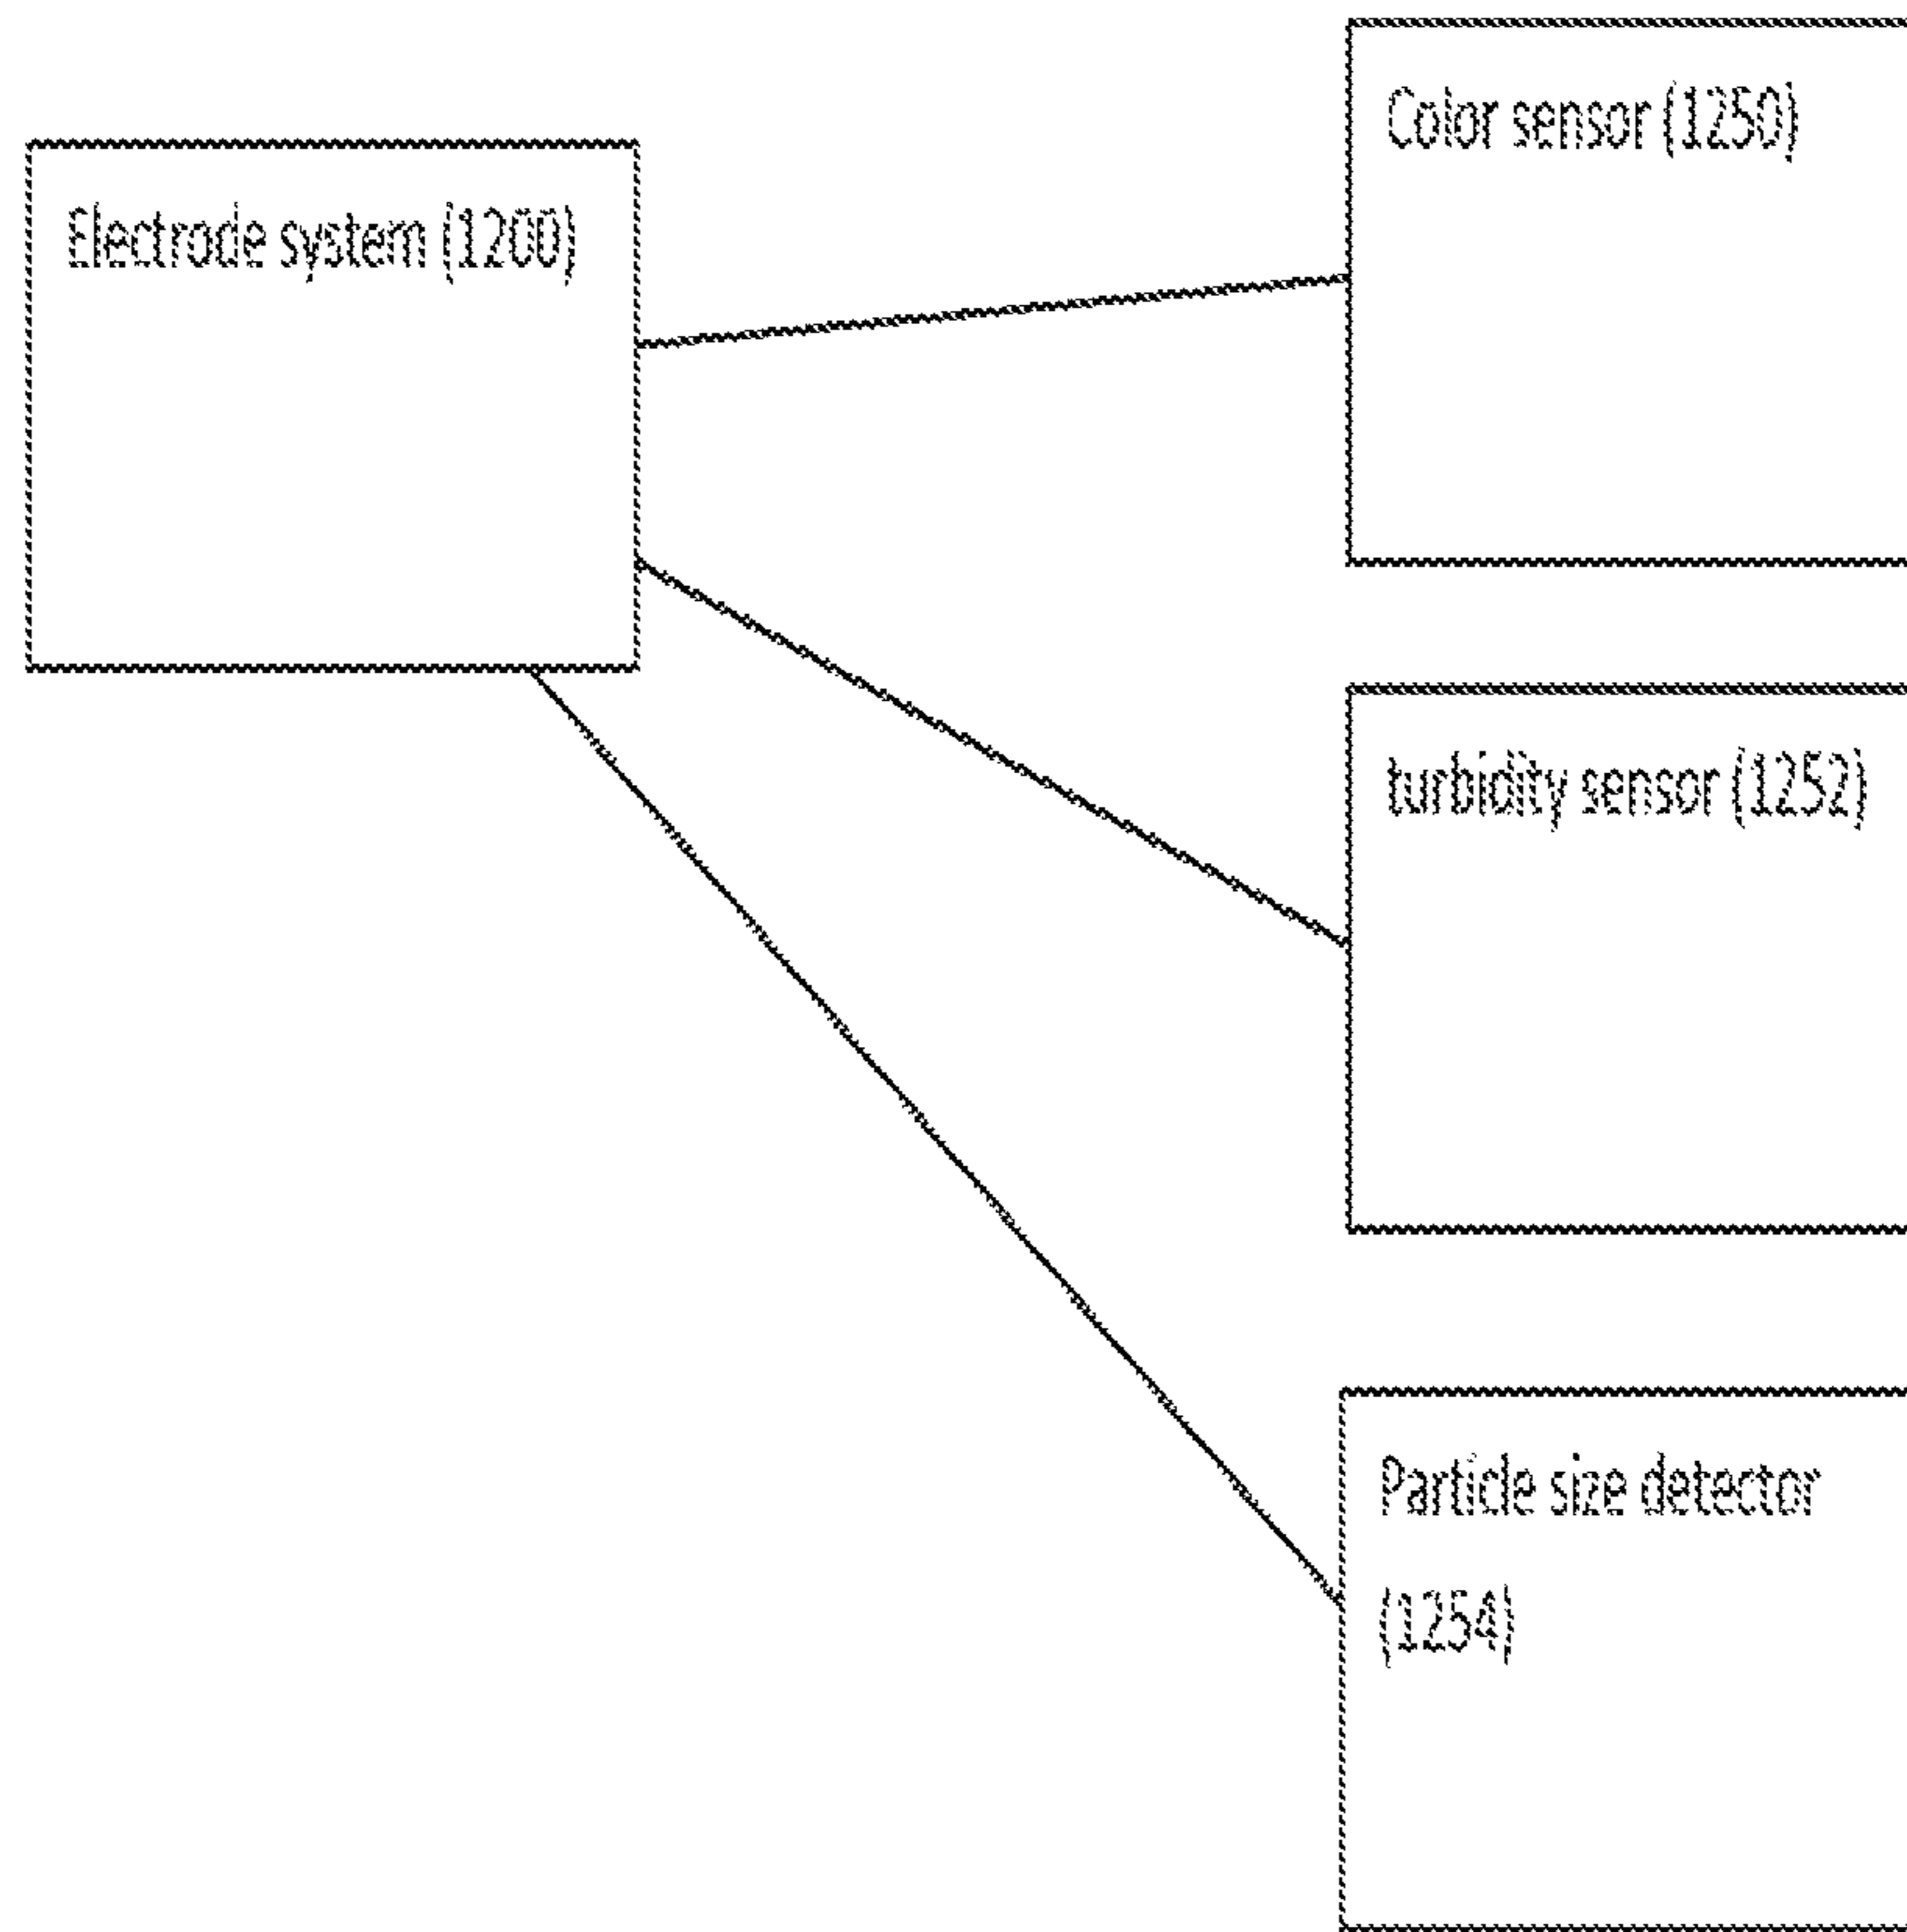 Color sensor (1250)
Electrode system (1200)
turbidity sensor (1252)
Particle size detector
(1254)